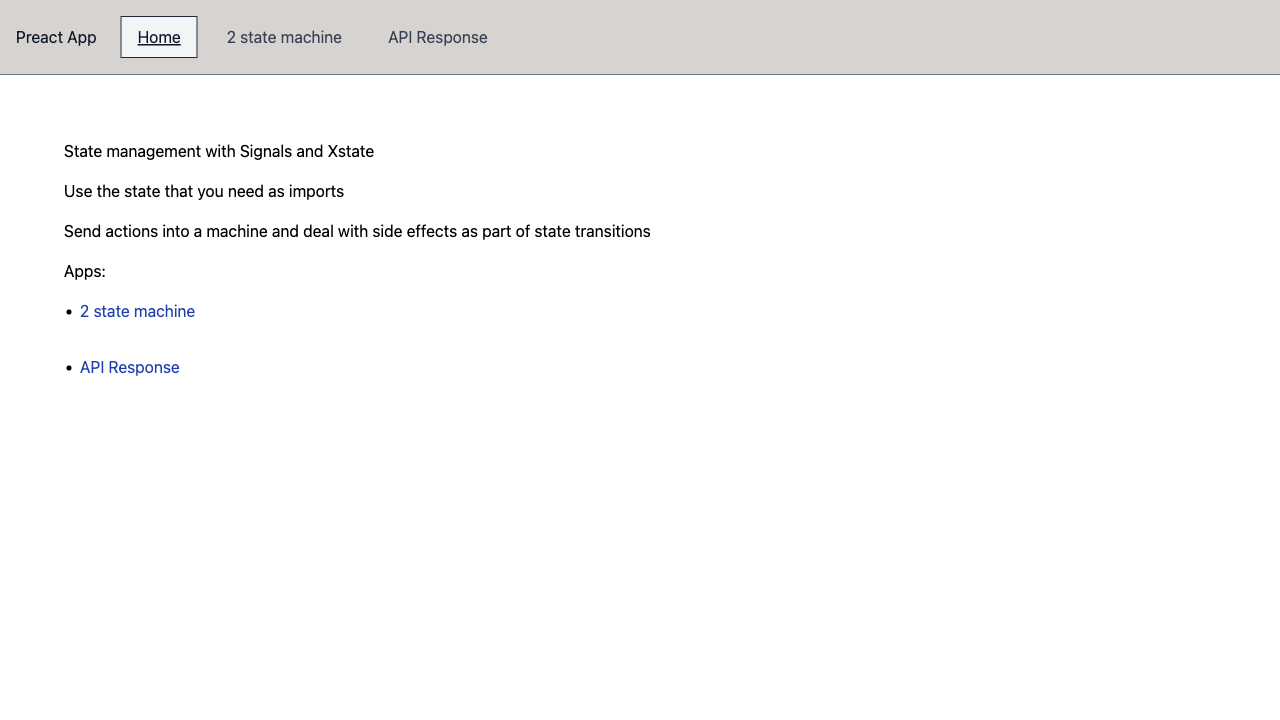 Preact App Home 2 state machine API Response
State management with Signals and Xstate
Use the state that you need as imports
Send actions into a machine and deal with side effects as part of state transitions
Apps:
• 2 state machine
• API Response